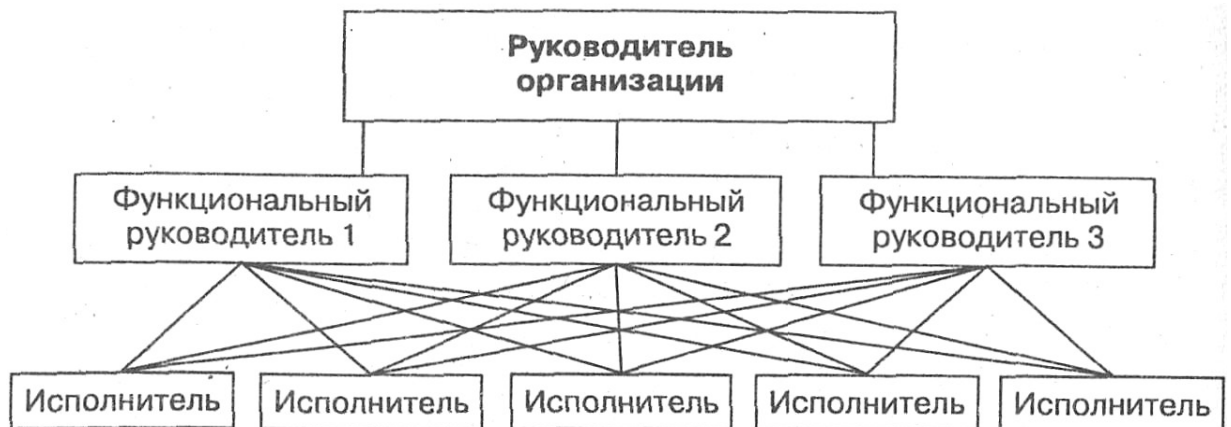 Руководитель
организации
Функциональный
руководитель 1
Функциональный
руководитель 2
Функциональный
руководитель 3
Исполнитель
Исполнитель
Исполнитель
Исполнитель
Исполнитель